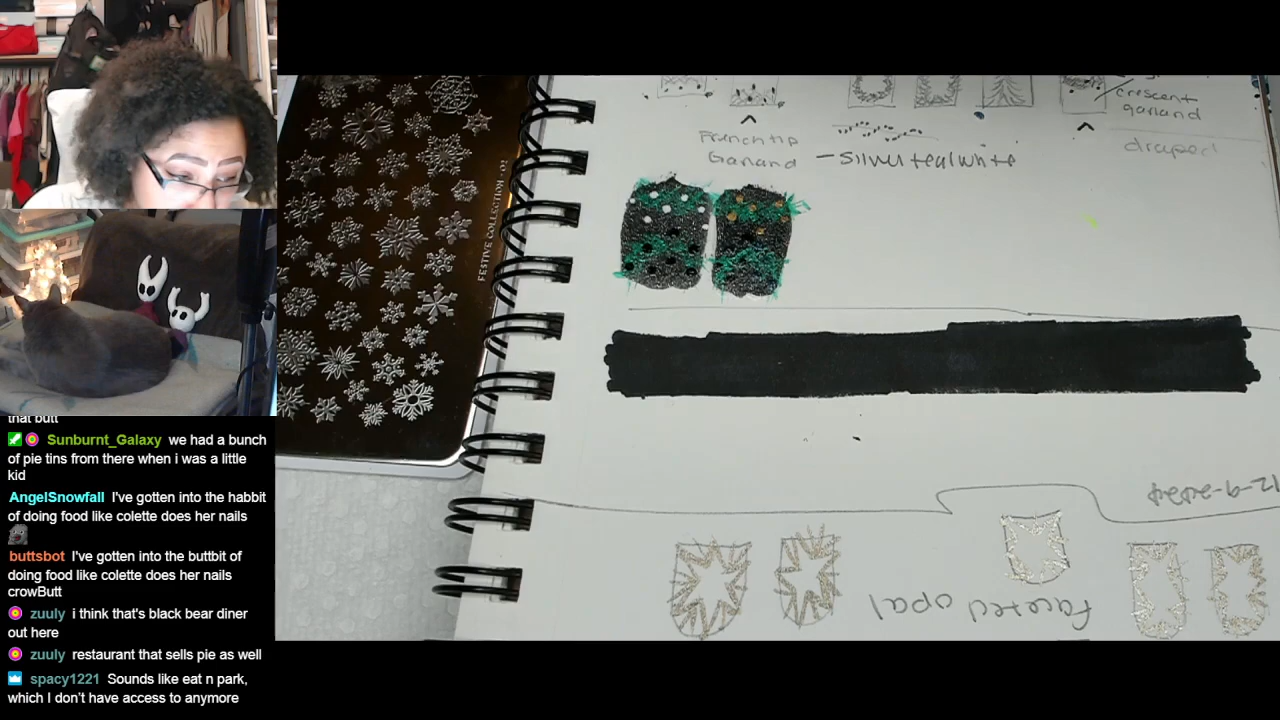 that butt
Sunburnt_Galaxy we had a bunch
of pie tins from there when i was a little
kid
AngelSnowfall I've gotten into the habbit
of doing food like colette does her nails
buttsbot I've gotten into the buttbit of
doing food like colette does her nails
crowButt
zuuly i think that's black bear diner
out here
zuuly restaurant that sells pie as well
spacy1221 Sounds like eat n park,
which I don't have access to anymore
FESTIVE COLLECTION
crescent
garland
draped
French tip
Garland
- Silver teal white
faceted opal